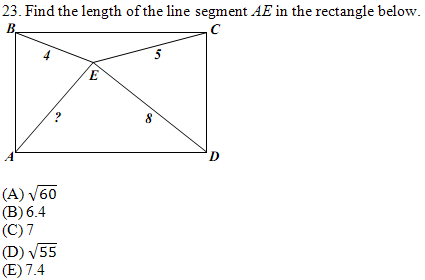 23. Find the length of the line segment AE in the rectangle below.
B C
4 5
E
? 8
A D
(A) √60
(B) 6.4
(C) 7
(D) √55
(E) 7.4